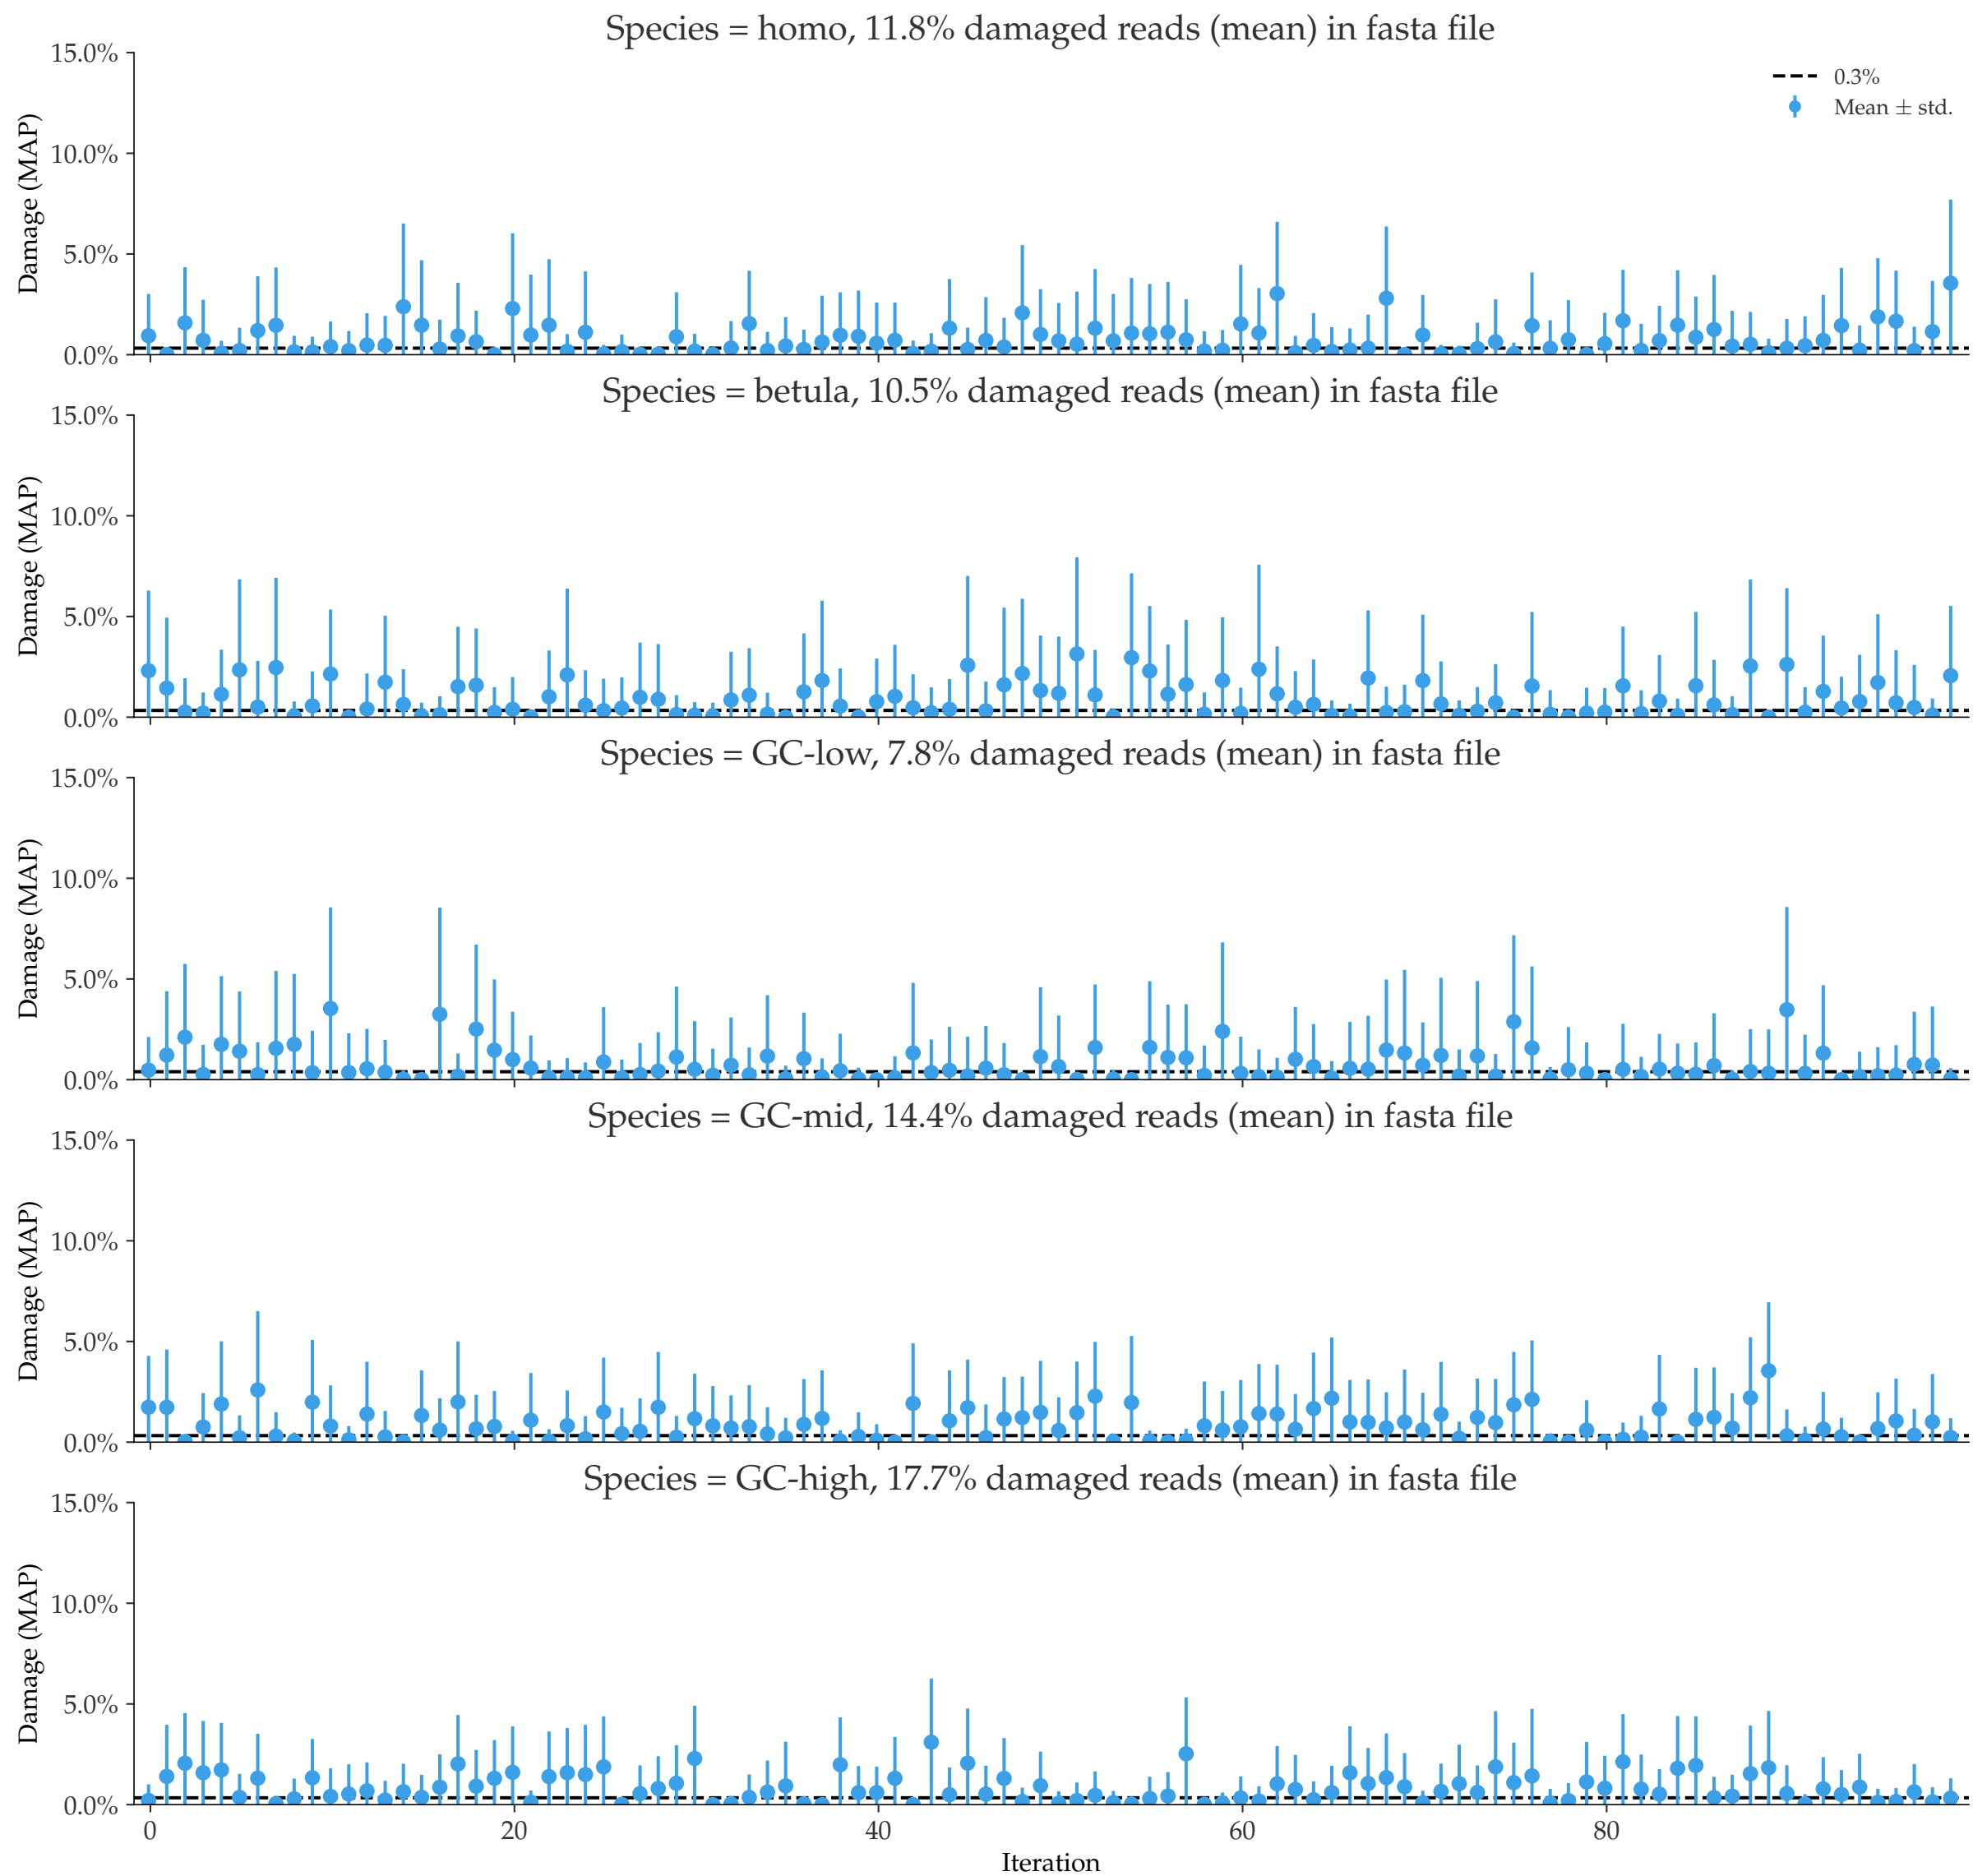 Species = homo, 11.8% damaged reads (mean) in fasta file
15.0%
10.0%
5.0%
0.0%
Damage (MAP)
0.3%
Mean ± std.
Species = betula, 10.5% damaged reads (mean) in fasta file
15.0%
10.0%
5.0%
0.0%
Damage (MAP)
Species = GC-low, 7.8% damaged reads (mean) in fasta file
15.0%
10.0%
5.0%
0.0%
Damage (MAP)
Species = GC-mid, 14.4% damaged reads (mean) in fasta file
15.0%
10.0%
5.0%
0.0%
Damage (MAP)
Species = GC-high, 17.7% damaged reads (mean) in fasta file
15.0%
10.0%
5.0%
0.0%
Damage (MAP)
0 20 40 60 80
Iteration